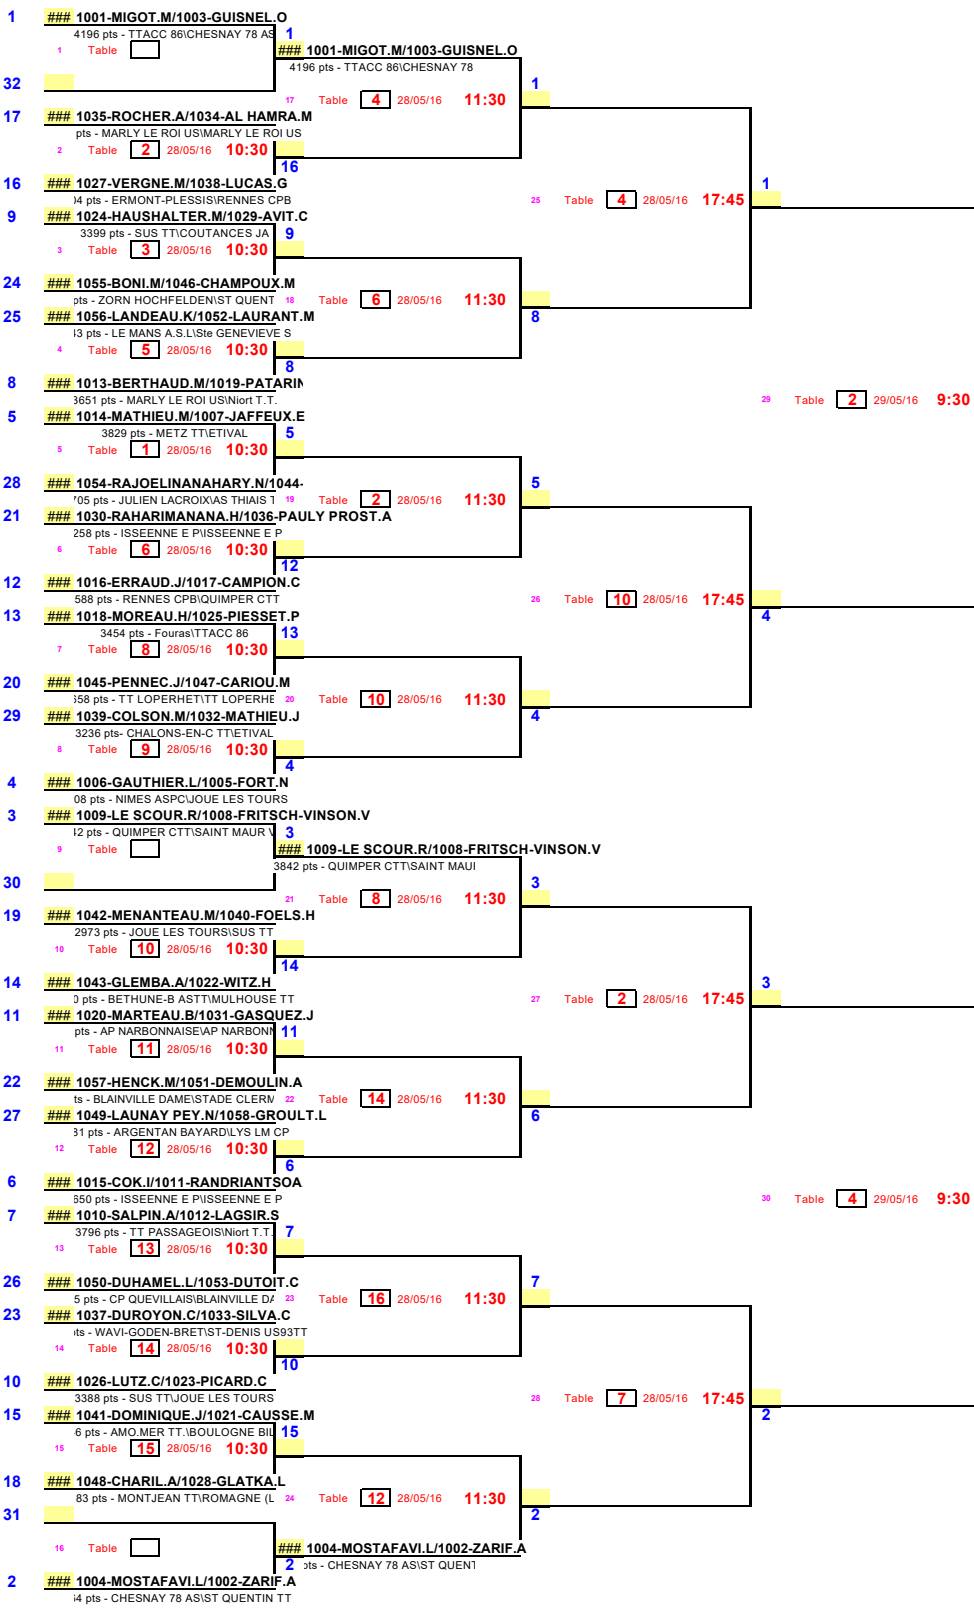 1 ### 1001-MIGOT.M/1003-GUISNEL.O
4196 pts - TTACC 86\CHESNAY 78 AS 1
1 Table ### 1001-MIGOT.M/1003-GUISNEL.O
4196 pts - TTACC 86\CHESNAY 78
32 1
17 Table 4 28/05/16 11:30
17 ### 1035-ROCHER.A/1034-AL HAMRA.M
pts - MARLY LE ROI US\MARLY LE ROI US
2 Table 2 28/05/16 10:30
16
16 ### 1027-VERGNE.M/1038-LUCAS.G 1
04 pts - ERMONT-PLESSIS\RENNES CPB 25 Table 4 28/05/16 17:45
9 ### 1024-HAUSHALTER.M/1029-AVIT.C
3399 pts - SUS TT\COUTANCES JA 9
3 Table 3 28/05/16 10:30
24 ### 1055-BONI.M/1046-CHAMPOUX.M
pts - ZORN HOCHFELDEN\ST QUENT 18 Table 6 28/05/16 11:30
25 ### 1056-LANDEAU.K/1052-LAURANT.M 8
43 pts - LE MANS A.S.L\Ste GENEVIEVE S
4 Table 5 28/05/16 10:30
8
8 ### 1013-BERTHAUD.M/1019-PATARIN
3651 pts - MARLY LE ROI US\Niort T.T. 29 Table 2 29/05/16 9:30
5 ### 1014-MATHIEU.M/1007-JAFFEUX.E
3829 pts - METZ TT\ETIVAL 5
5 Table 1 28/05/16 10:30
28 ### 1054-RAJOELINANAHARY.N/1044- 5
705 pts - JULIEN LACROIX\AS THIAIS T 19 Table 2 28/05/16 11:30
21 ### 1030-RAHARIMANANA.H/1036-PAULY PROST.A
258 pts - ISSEENNE E P\ISSEENNE E P
6 Table 6 28/05/16 10:30
12
12 ### 1016-ERRAUD.J/1017-CAMPION.C
588 pts - RENNES CPB\QUIMPER CTT 26 Table 10 28/05/16 17:45
13 ### 1018-MOREAU.H/1025-PIESSET.P 4
3454 pts - Fouras\TTACC 86 13
7 Table 8 28/05/16 10:30
20 ### 1045-PENNEC.J/1047-CARIOU.M
558 pts - TT LOPERHET\TT LOPERHE 20 Table 10 28/05/16 11:30
29 ### 1039-COLSON.M/1032-MATHIEU.J 4
3236 pts- CHALONS-EN-C TT\ETIVAL
8 Table 9 28/05/16 10:30
4
4 ### 1006-GAUTHIER.L/1005-FORT.N
08 pts - NIMES ASPC\JOUE LES TOURS
3 ### 1009-LE SCOUR.R/1008-FRITSCH-VINSON.V
42 pts - QUIMPER CTT\SAINT MAUR V 3
9 Table ### 1009-LE SCOUR.R/1008-FRITSCH-VINSON.V
3842 pts - QUIMPER CTT\SAINT MAUI
30 3
21 Table 8 28/05/16 11:30
19 ### 1042-MENANTEAU.M/1040-FOELS.H
2973 pts - JOUE LES TOURS\SUS TT
10 Table 10 28/05/16 10:30
14
14 ### 1043-GLEMBA.A/1022-WITZ.H 3
0 pts - BETHUNE-B ASTT\MULHOUSE TT 27 Table 2 28/05/16 17:45
11 ### 1020-MARTEAU.B/1031-GASQUEZ.J
pts - AP NARBONNAISE\AP NARBONN 11
11 Table 11 28/05/16 10:30
22 ### 1057-HENCK.M/1051-DEMOULIN.A
ts - BLAINVILLE DAME\STADE CLERM 22 Table 14 28/05/16 11:30
27 ### 1049-LAUNAY PEY.N/1058-GROULT.L 6
31 pts - ARGENTAN BAYARD\LYS LM CP
12 Table 12 28/05/16 10:30
6
6 ### 1015-COK.I/1011-RANDRIANTSOA
650 pts - ISSEENNE E P\ISSEENNE E P 30 Table 4 29/05/16 9:30
7 ### 1010-SALPIN.A/1012-LAGSIR.S
3796 pts - TT PASSAGEOIS\Niort T.T. 7
13 Table 13 28/05/16 10:30
26 ### 1050-DUHAMEL.L/1053-DUTOIT.C 7
5 pts - CP QUEVILLAIS\BLAINVILLE DA 23 Table 16 28/05/16 11:30
23 ### 1037-DUROYON.C/1033-SILVA.C
ts - WAVI-GODEN-BRET\ST-DENIS US93TT
14 Table 14 28/05/16 10:30
10
10 ### 1026-LUTZ.C/1023-PICARD.C
3388 pts - SUS TT\JOUE LES TOURS 28 Table 7 28/05/16 17:45
15 ### 1041-DOMINIQUE.J/1021-CAUSSE.M 2
6 pts - AMO.MER TT.\BOULOGNE BIL 15
15 Table 15 28/05/16 10:30
18 ### 1048-CHARIL.A/1028-GLATKA.L
83 pts - MONTJEAN TT\ROMAGNE (L 24 Table 12 28/05/16 11:30
31 2
16 Table ### 1004-MOSTAFAVI.L/1002-ZARIF.A
2 pts - CHESNAY 78 AS\ST QUENT
2 ### 1004-MOSTAFAVI.L/1002-ZARIF.A
54 pts - CHESNAY 78 AS\ST QUENTIN TT